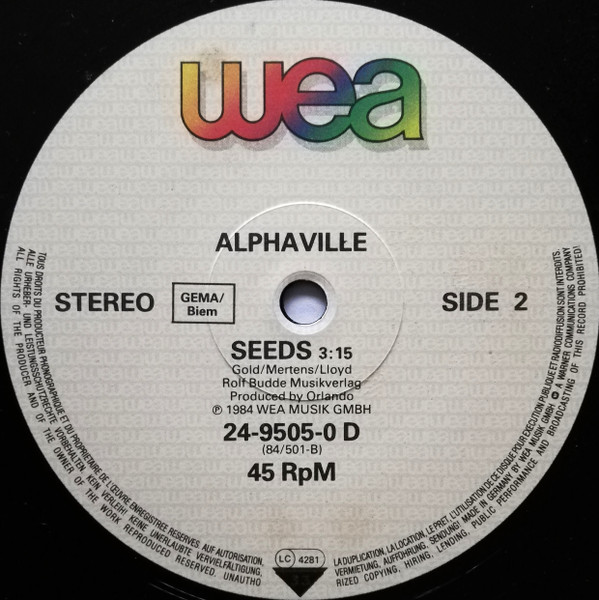 wea
ALPHAVILLE
STEREO
GEMA/
Biem
SIDE 2
SEEDS 3:15
Gold/Mertens/Lloyd
Rolf Budde Musikverlag
Produced by Orlando
℗ 1984 WEA MUSIK GMBH
24-9505-0 D
(84/501-B)
45 RpM
TOUS DROITS DU PRODUCTEUR PHONOGRAPHIQUE ET DU PROPRIETAIRE DE L'ŒUVRE ENREGISTREE RESERVES. SAUF AUTORISATION,
ALLE URHEBER- UND LEISTUNGSSCHUTZRECHTE VORBEHALTEN. KEIN VERLEIH! KEINE UNERLAUBTE VERVIELFÄLTIGUNG,
ALL RIGHTS OF THE PRODUCER AND OF THE OWNER OF THE WORK REPRODUCED RESERVED. UNAUTHO
LC 4281
33
LA DUPLICATION, LA LOCATION, LE PRET, L'UTILISATION DE CE DISQUE POUR EXECUTION PUBLIQUE ET RADIODIFFUSION SONT INTERDITS.
VERMIETUNG, AUFFÜHRUNG, SENDUNG! MADE IN GERMANY BY WEA MUSIK GMBH A WARNER COMMUNICATIONS COMPANY
RIZED COPYING, HIRING, LENDING, PUBLIC PERFORMANCE AND BROADCASTING OF THIS RECORD PROHIBITED!